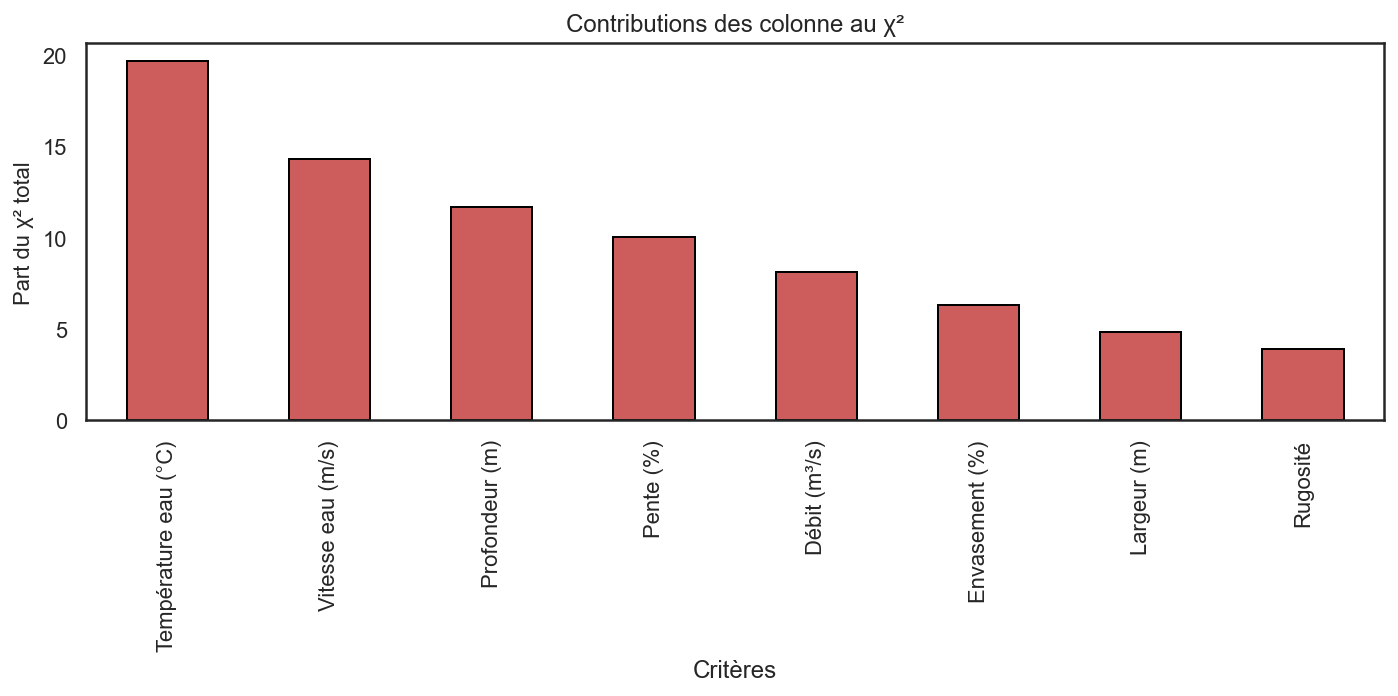 Contributions des colonne au χ²
Part du χ² total
20
15
10
5
0
Température eau (°C)
Vitesse eau (m/s)
Profondeur (m)
Pente (%)
Débit (m³/s)
Envasement (%)
Largeur (m)
Rugosité
Critères